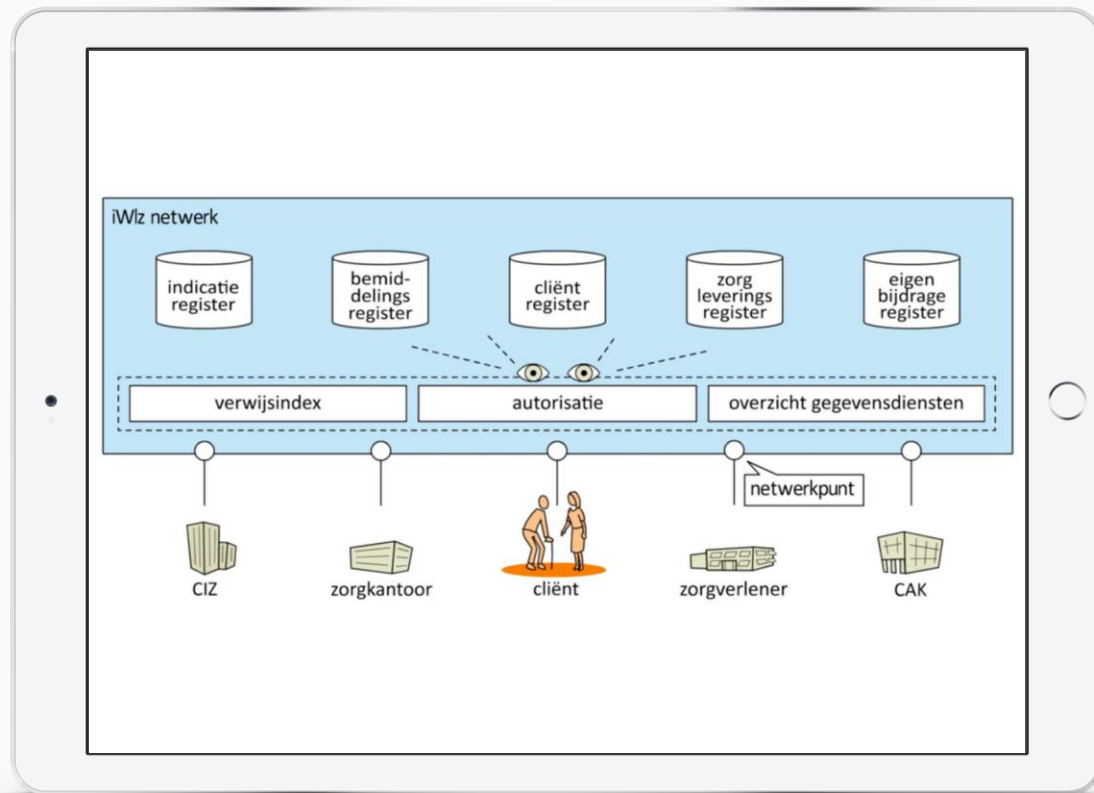 iWlz netwerk
indicatie
register
bemid-
delings
register
cliënt
register
zorg
leverings
register
eigen
bijdrage
register
verwijsindex
autorisatie
overzicht gegevensdiensten
netwerkpunt
CIZ
zorgkantoor
cliënt
zorgverlener
CAK